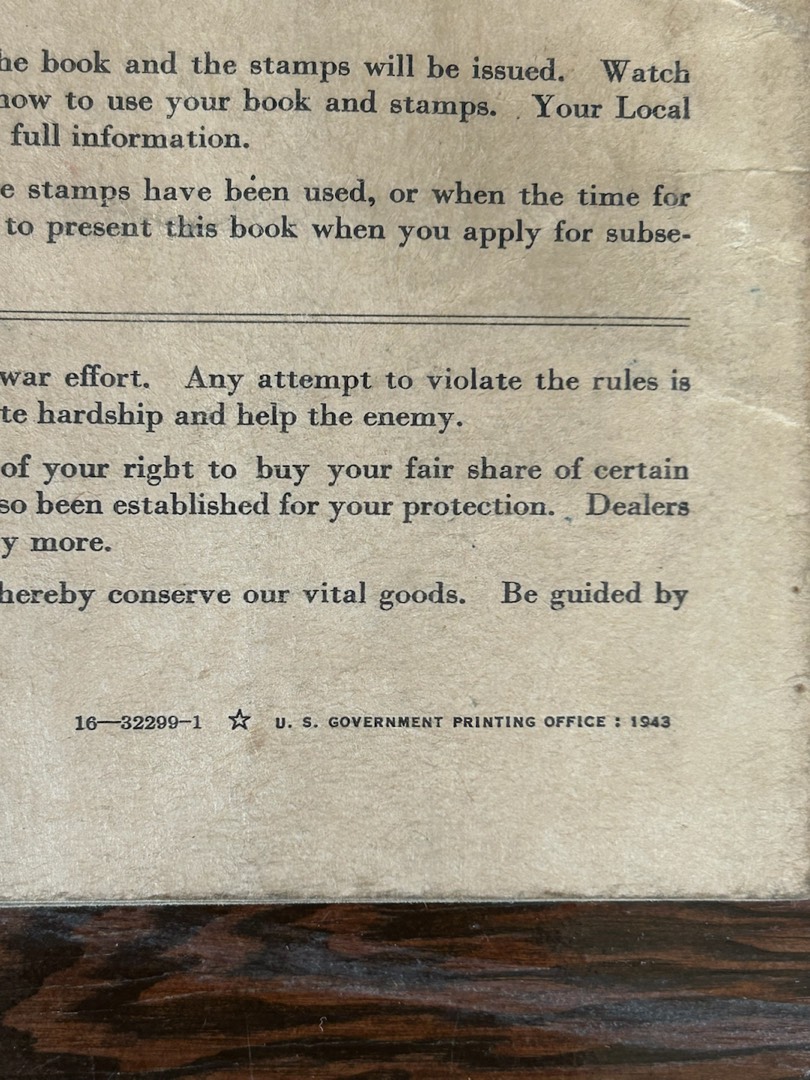 he book and the stamps will be issued. Watch
now to use your book and stamps. Your Local
full information.
e stamps have been used, or when the time for
to present this book when you apply for subse-
war effort. Any attempt to violate the rules is
te hardship and help the enemy.
of your right to buy your fair share of certain
so been established for your protection. Dealers
y more.
hereby conserve our vital goods. Be guided by
16—32299-1 ☆ U. S. GOVERNMENT PRINTING OFFICE : 1943